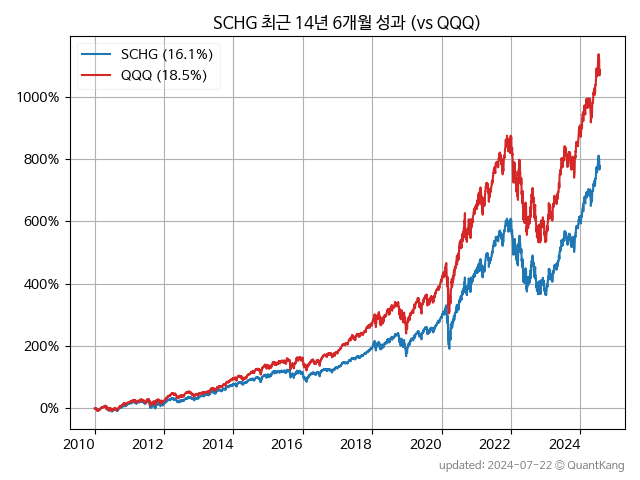 SCHG 최근 14년 6개월 성과 (vs QQQ)
SCHG (16.1%)
QQQ (18.5%)
1000%
800%
600%
400%
200%
0%
2010 2012 2014 2016 2018 2020 2022 2024
updated: 2024-07-22 © QuantKang